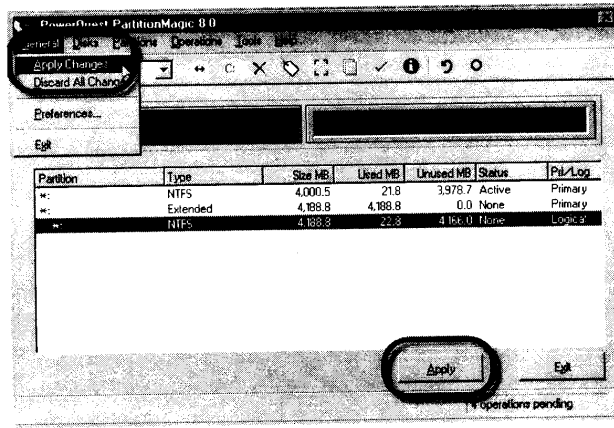 PowerQuest PartitionMagic 8.0
General Disks Partitions Operations Tools Help
Apply Changes
Discard All Changes
Preferences...
Exit
C:
Partition Type Size MB Used MB Unused MB Status Pri/Log
*: NTFS 4,000.5 21.8 3,978.7 Active Primary
*: Extended 4,188.8 4,188.8 0.0 None Primary
*: NTFS 4,188.8 22.8 4,166.0 None Logical
Apply Exit
operations pending